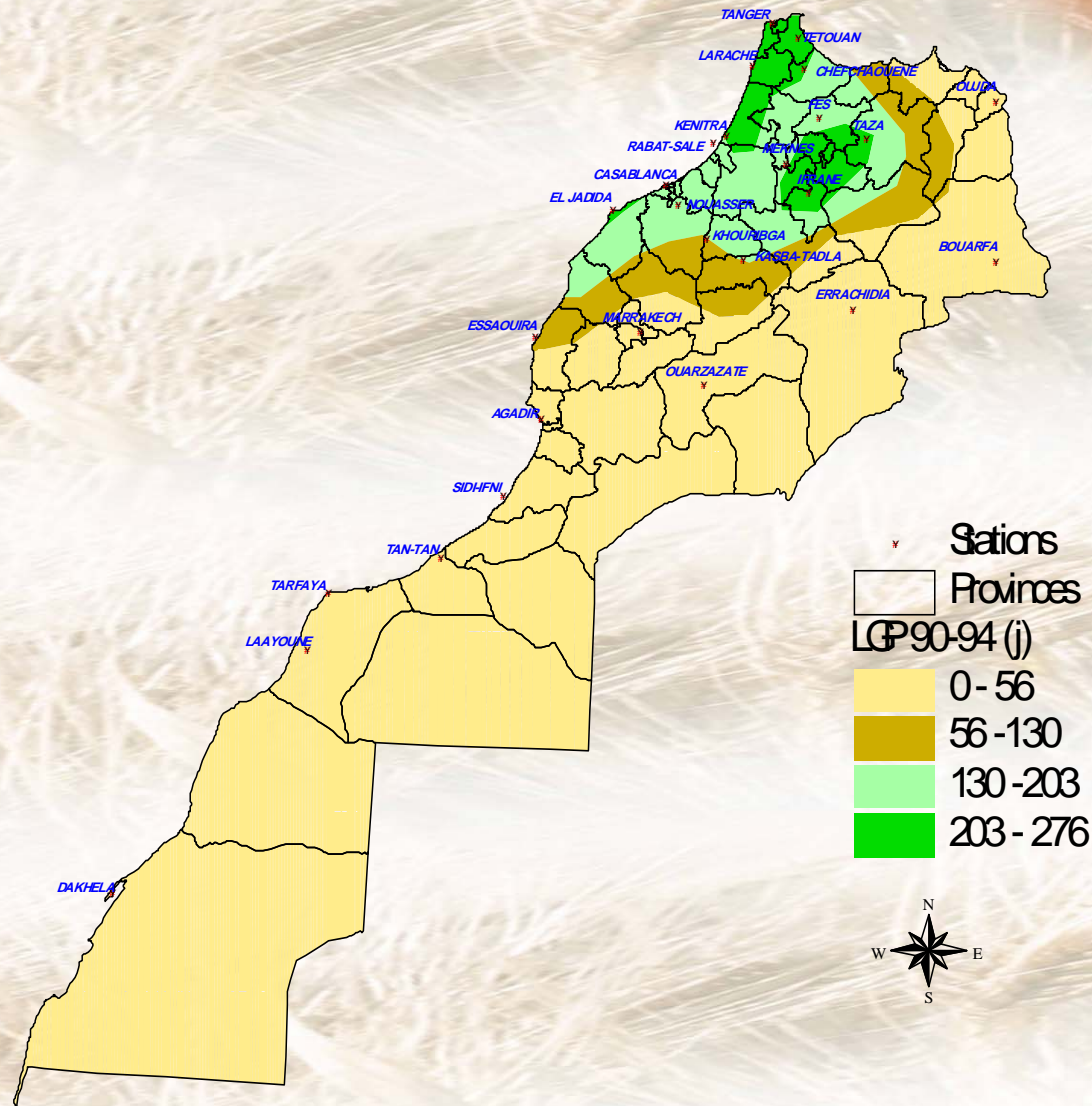 TANGER
TETOUAN
LARACHE
CHEFCHAOUENE
OUJDA
FES
KENITRA
TAZA
RABAT-SALE
MEKNES
CASABLANCA
IFRANE
EL JADIDA
NOUASSER
KHOURIBGA
BOUARFA
KASBA-TADLA
ERRACHIDIA
MARRAKECH
ESSAOUIRA
OUARZAZATE
AGADIR
SIDI IFNI
TAN-TAN
TARFAYA
LAAYOUNE
DAKHELA
Stations
Provinces
LGP 90-94 (j)
0 - 56
56 -130
130 -203
203 - 276
N
W E
S